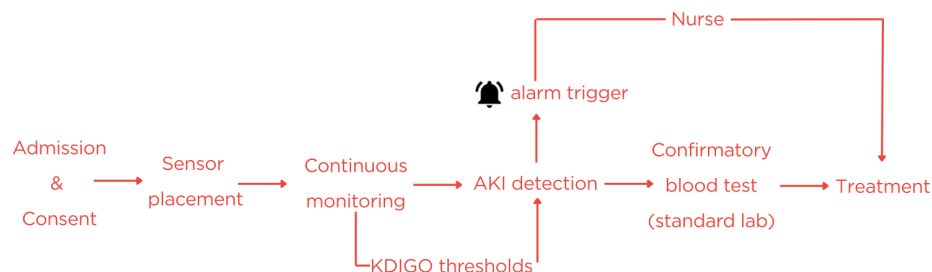 Nurse
alarm trigger
Admission
&
Consent
Sensor
placement
Continuous
monitoring
AKI detection
Confirmatory
blood test
(standard lab)
Treatment
KDIGO thresholds